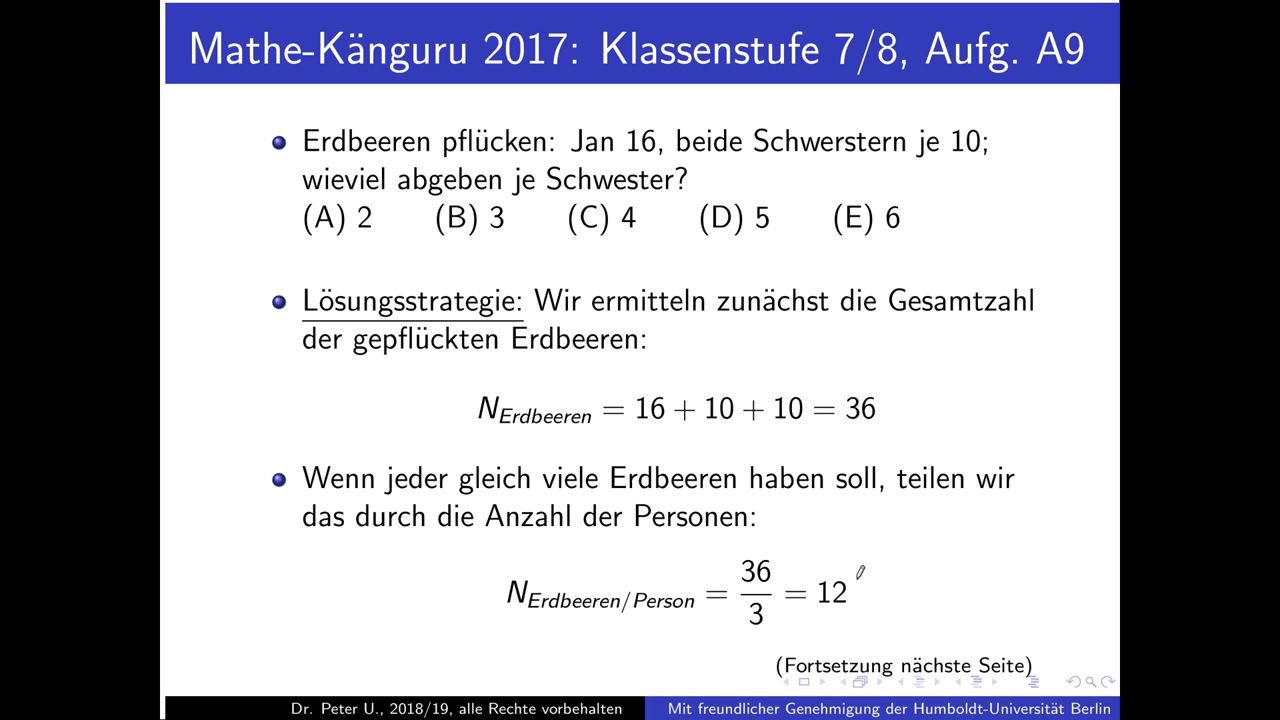 Mathe-Känguru 2017: Klassenstufe 7/8, Aufg. A9
Erdbeeren pflücken: Jan 16, beide Schwerstern je 10;
wieviel abgeben je Schwester?
(A) 2 (B) 3 (C) 4 (D) 5 (E) 6
Lösungsstrategie: Wir ermitteln zunächst die Gesamtzahl
der gepflückten Erdbeeren:
N_Erdbeeren = 16 + 10 + 10 = 36
Wenn jeder gleich viele Erdbeeren haben soll, teilen wir
das durch die Anzahl der Personen:
N_Erdbeeren/Person = 36/3 = 12
(Fortsetzung nächste Seite)
Dr. Peter U., 2018/19, alle Rechte vorbehalten
Mit freundlicher Genehmigung der Humboldt-Universität Berlin